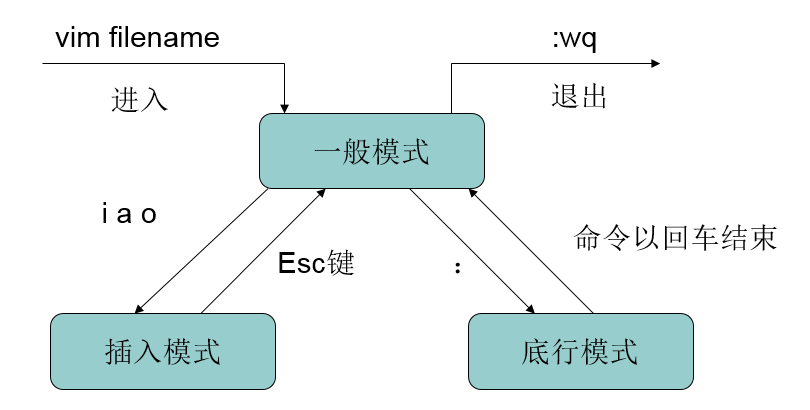 vim filename
:wq
进入
退出
一般模式
i a o
命令以回车结束
Esc键
：
插入模式
底行模式